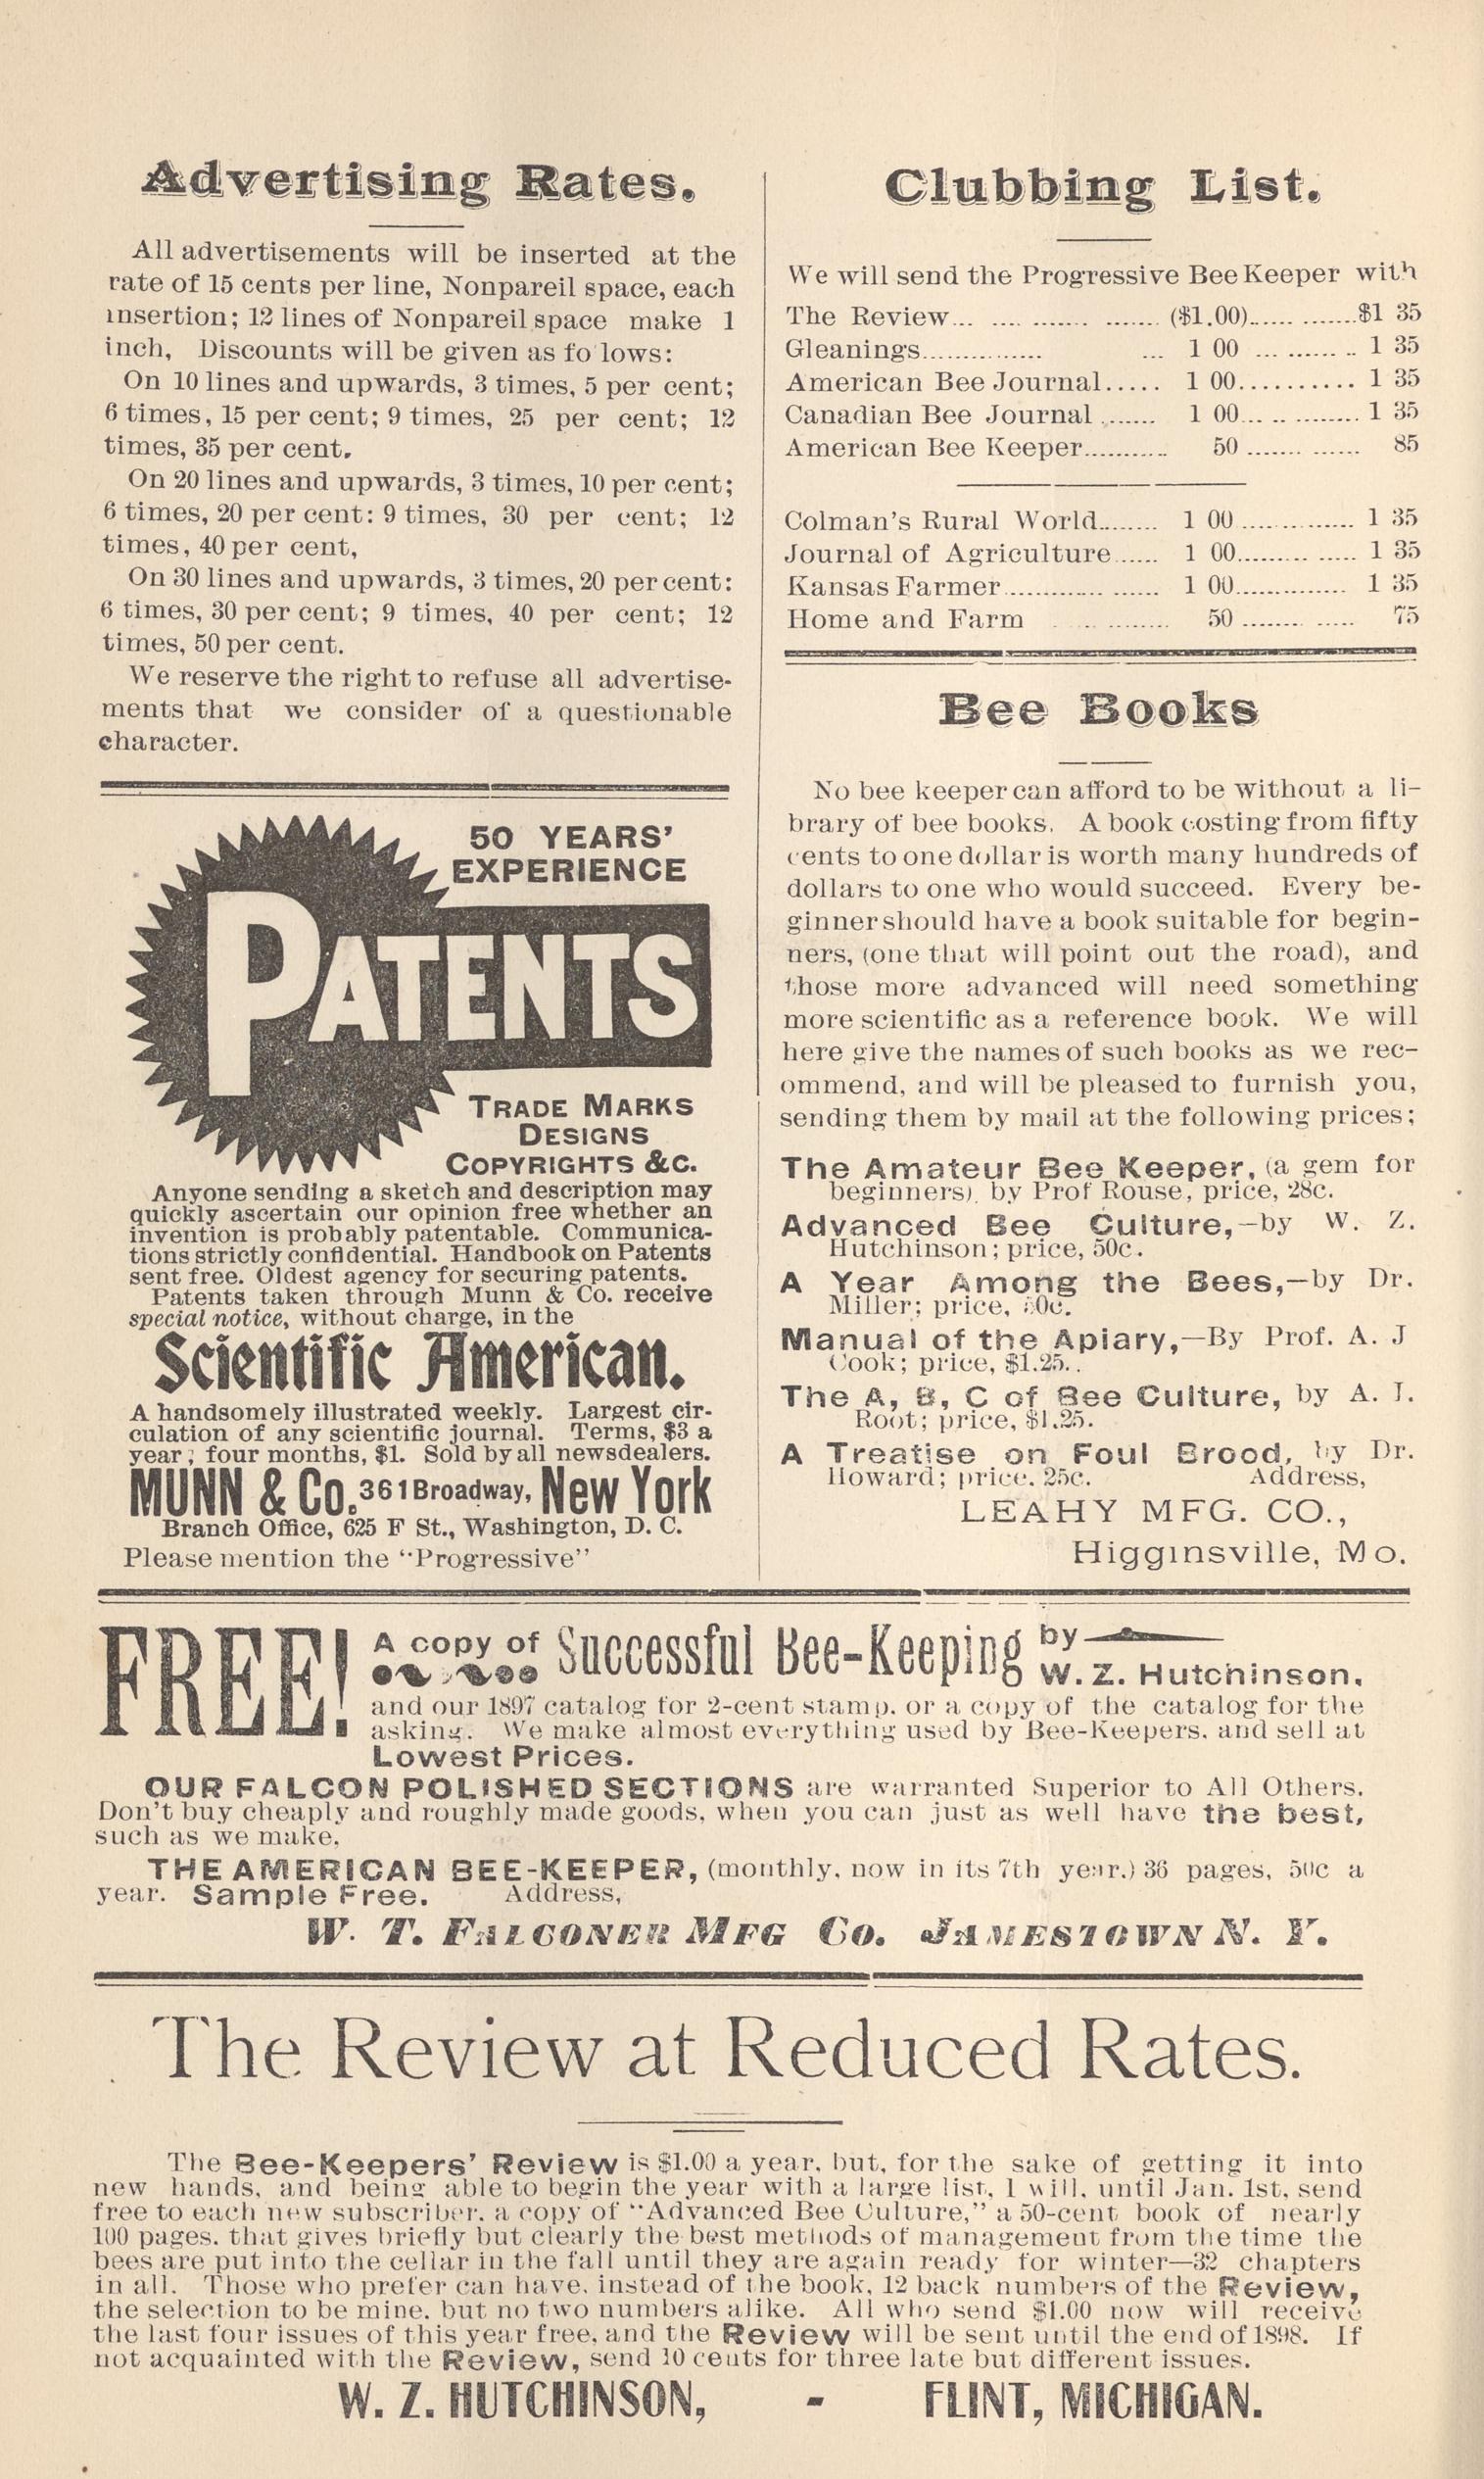 Advertising Rates.
All advertisements will be inserted at the
rate of 15 cents per line, Nonpareil space, each
insertion; 12 lines of Nonpareil space make 1
inch, Discounts will be given as fo lows:
On 10 lines and upwards, 3 times, 5 per cent;
6 times, 15 per cent; 9 times, 25 per cent; 12
times, 35 per cent.
On 20 lines and upwards, 3 times, 10 per cent;
6 times, 20 per cent: 9 times, 30 per cent; 12
times, 40 per cent,
On 30 lines and upwards, 3 times, 20 per cent:
6 times, 30 per cent; 9 times, 40 per cent; 12
times, 50 per cent.
We reserve the right to refuse all advertise-
ments that we consider of a questionable
character.
50 YEARS'
EXPERIENCE
PATENTS
TRADE MARKS
DESIGNS
COPYRIGHTS &C.
Anyone sending a sketch and description may
quickly ascertain our opinion free whether an
invention is probably patentable. Communica-
tions strictly confidential. Handbook on Patents
sent free. Oldest agency for securing patents.
Patents taken through Munn & Co. receive
special notice, without charge, in the
Scientific American.
A handsomely illustrated weekly. Largest cir-
culation of any scientific journal. Terms, $3 a
year; four months, $1. Sold by all newsdealers.
MUNN & Co. 361 Broadway, New York
Branch Office, 625 F St., Washington, D. C.
Please mention the "Progressive"
Clubbing List.
We will send the Progressive Bee Keeper with
The Review... .... ........ ....... ($1.00)....... .......$1 35
Gleanings............... ... 1 00 ... ........ .. 1 35
American Bee Journal..... 1 00.......... 1 35
Canadian Bee Journal ....... 1 00... .. ......... 1 35
American Bee Keeper........... 50 ....... ...... 85
Colman's Rural World........ 1 00 .............. 1 35
Journal of Agriculture...... 1 00......... ..... 1 35
Kansas Farmer............. ...... 1 00.............. 1 35
Home and Farm .. ......... 50 ........ ..... 75
Bee Books
No bee keeper can afford to be without a li-
brary of bee books. A book costing from fifty
cents to one dollar is worth many hundreds of
dollars to one who would succeed. Every be-
ginner should have a book suitable for begin-
ners, (one that will point out the road), and
those more advanced will need something
more scientific as a reference book. We will
here give the names of such books as we rec-
ommend, and will be pleased to furnish you,
sending them by mail at the following prices;
The Amateur Bee Keeper, (a gem for
beginners), by Prof Rouse, price, 28c.
Advanced Bee Culture,—by W. Z.
Hutchinson; price, 50c.
A Year Among the Bees,—by Dr.
Miller; price, 50c.
Manual of the Apiary,—By Prof. A. J
Cook; price, $1.25..
The A, B, C of Bee Culture, by A. I.
Root; price, $1.25.
A Treatise on Foul Brood, by Dr.
Howard; price. 25c. Address,
LEAHY MFG. CO.,
Higginsville, Mo.
FREE! A copy of Successful Bee-Keeping by
W. Z. Hutchinson,
and our 1897 catalog for 2-cent stamp. or a copy of the catalog for the
asking. We make almost everything used by Bee-Keepers. and sell at
Lowest Prices.
OUR FALCON POLISHED SECTIONS are warranted Superior to All Others.
Don't buy cheaply and roughly made goods, when you can just as well have the best,
such as we make.
THE AMERICAN BEE-KEEPER, (monthly, now in its 7th year.) 36 pages, 50c a
year. Sample Free. Address,
W. T. FALCONER MFG Co. JAMESTOWN N. Y.
The Review at Reduced Rates.
The Bee-Keepers' Review is $1.00 a year, but, for the sake of getting it into
new hands, and being able to begin the year with a large list, I will, until Jan. 1st, send
free to each new subscriber. a copy of "Advanced Bee Culture," a 50-cent book of nearly
100 pages. that gives briefly but clearly the best methods of management from the time the
bees are put into the cellar in the fall until they are again ready for winter—32 chapters
in all. Those who prefer can have, instead of the book, 12 back numbers of the Review,
the selection to be mine. but no two numbers alike. All who send $1.00 now will receive
the last four issues of this year free, and the Review will be sent until the end of 1898. If
not acquainted with the Review, send 10 cents for three late but different issues.
W. Z. HUTCHINSON, - FLINT, MICHIGAN.